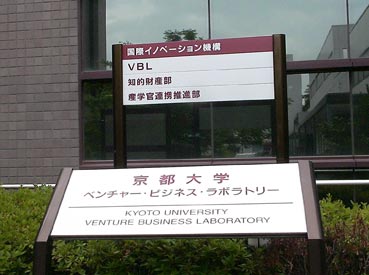 国際イノベーション機構
VBL
知的財産部
産学官連携推進部
京都大学
ベンチャー・ビジネス・ラボラトリー
KYOTO UNIVERSITY
VENTURE BUSINESS LABORATORY